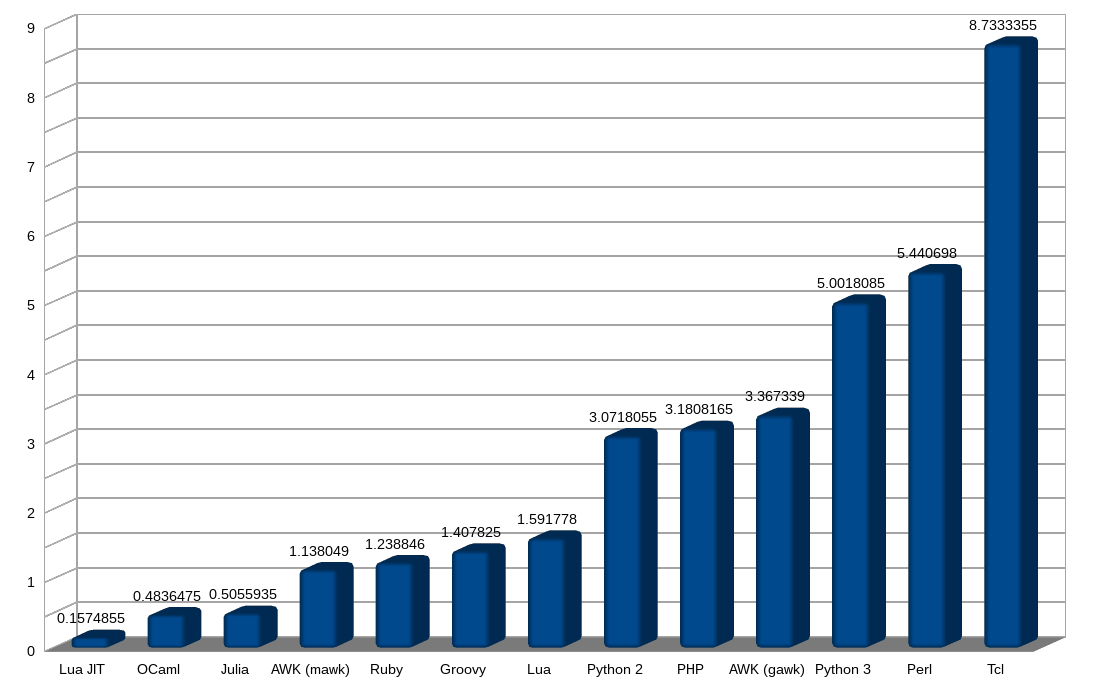 9
8
7
6
5
4
3
2
1
0
0.1574855
0.4836475
0.5055935
1.138049
1.238846
1.407825
1.591778
3.0718055
3.1808165
3.367339
5.0018085
5.440698
8.7333355
Lua JIT
OCaml
Julia
AWK (mawk)
Ruby
Groovy
Lua
Python 2
PHP
AWK (gawk)
Python 3
Perl
Tcl